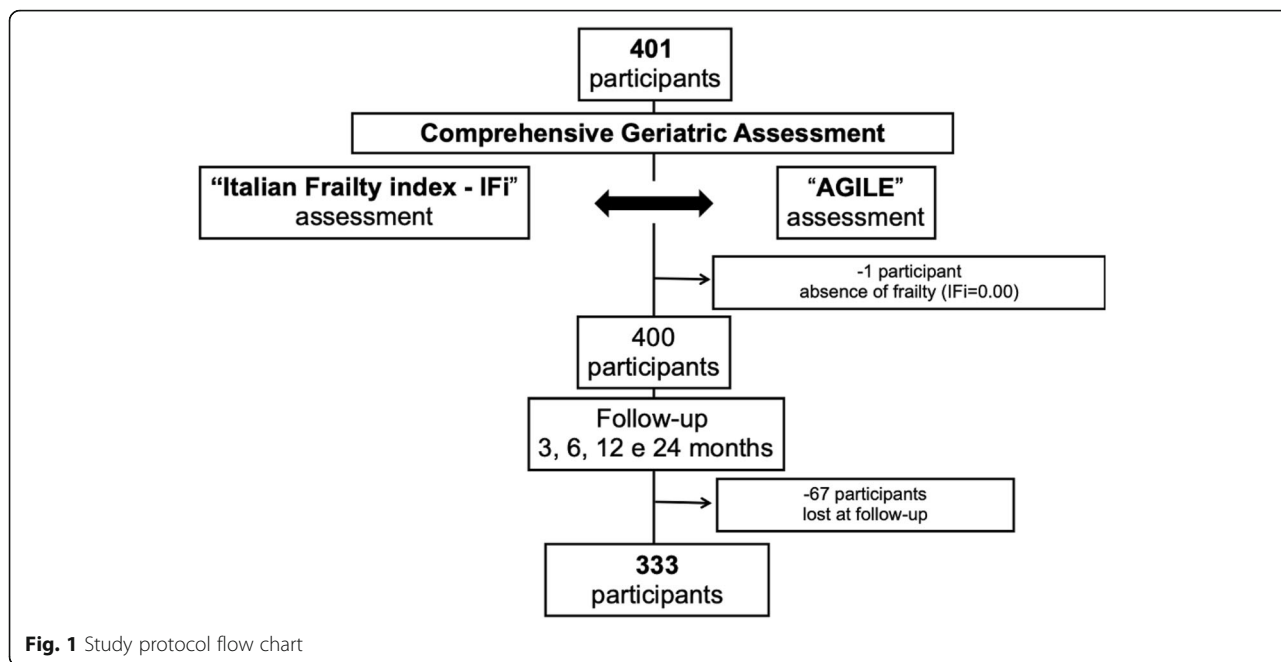 401
participants
Comprehensive Geriatric Assessment
“Italian Frailty index - IFi”
assessment
“AGILE”
assessment
-1 participant
absence of frailty (IFi=0.00)
400
participants
Follow-up
3, 6, 12 e 24 months
-67 participants
lost at follow-up
333
participants
Fig. 1 Study protocol flow chart